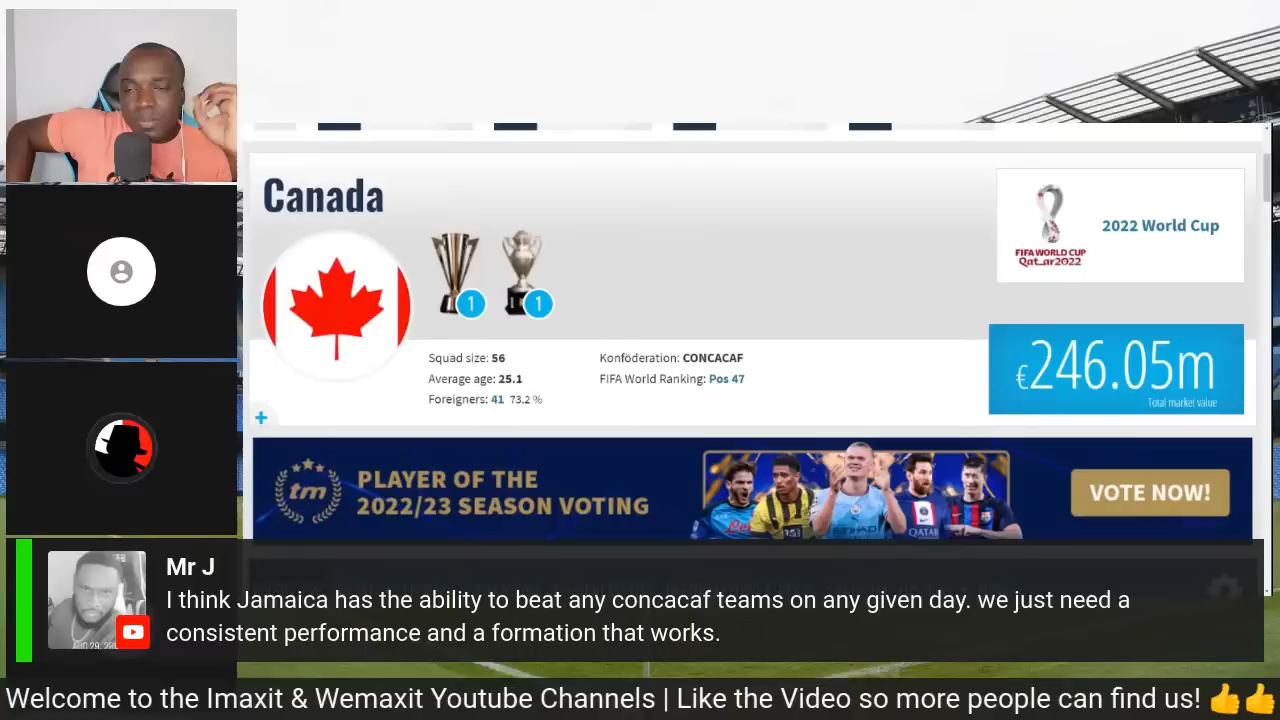 Canada
1
1
FIFA WORLD CUP
Qatar2022
2022 World Cup
Squad size: 56
Average age: 25.1
Foreigners: 41 73.2 %
Konföderation: CONCACAF
FIFA World Ranking: Pos 47
€246.05m
Total market value
+
tm
PLAYER OF THE
2022/23 SEASON VOTING
VOTE NOW!
Mr J
I think Jamaica has the ability to beat any concacaf teams on any given day. we just need a
consistent performance and a formation that works.
Welcome to the Imaxit & Wemaxit Youtube Channels | Like the Video so more people can find us! 👍👍